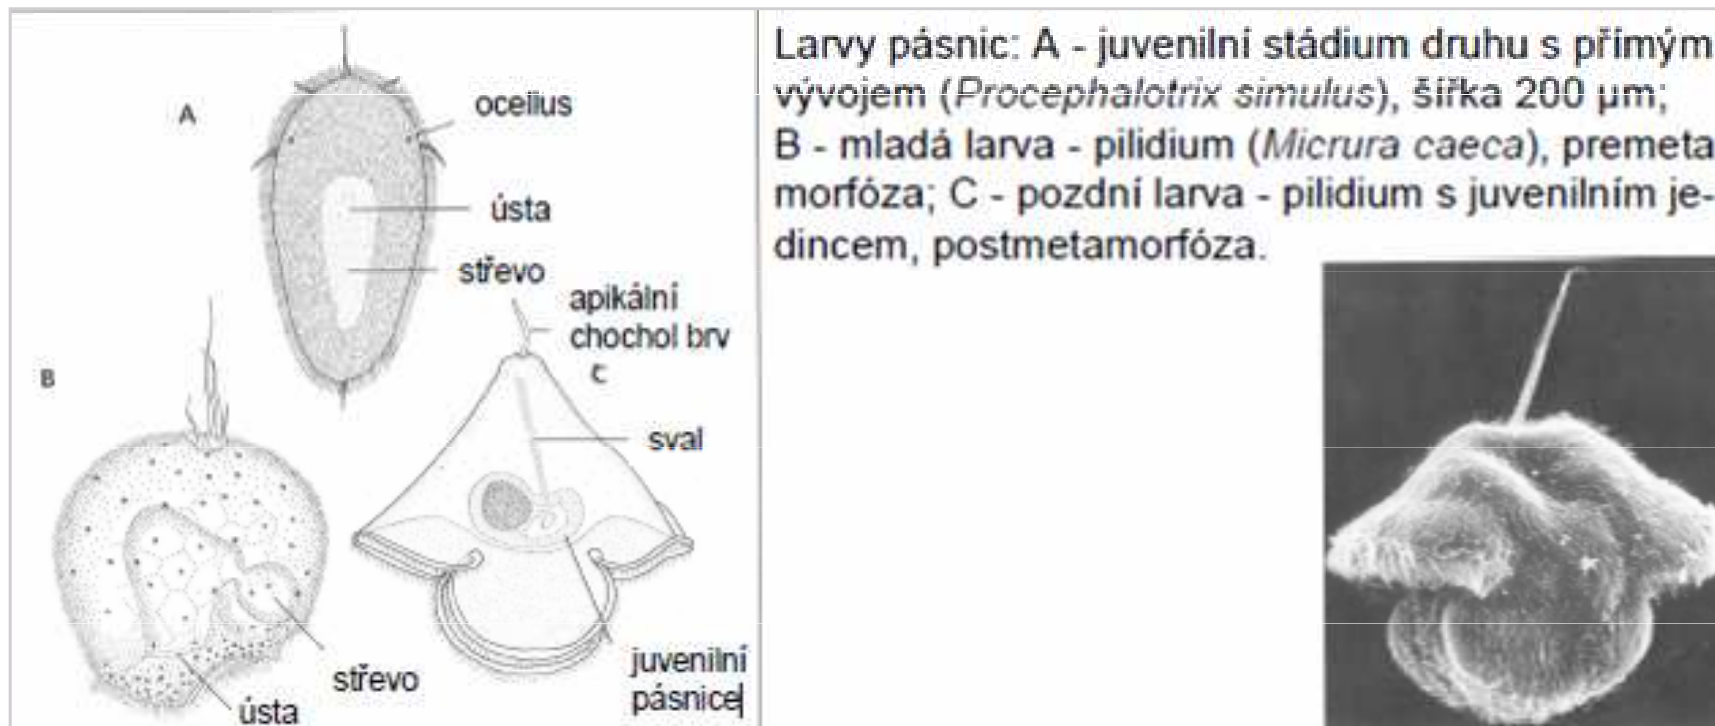 A
ocellus
ústa
střevo
apikální
chochol brv
B
C
sval
juvenilní
pásnice
střevo
ústa
Larvy pásnic: A - juvenilní stádium druhu s přímým
vývojem (Procephalotrix simulus), šířka 200 µm;
B - mladá larva - pilidium (Micrura caeca), premeta
morfóza; C - pozdní larva - pilidium s juvenilním je-
dincem, postmetamorfóza.